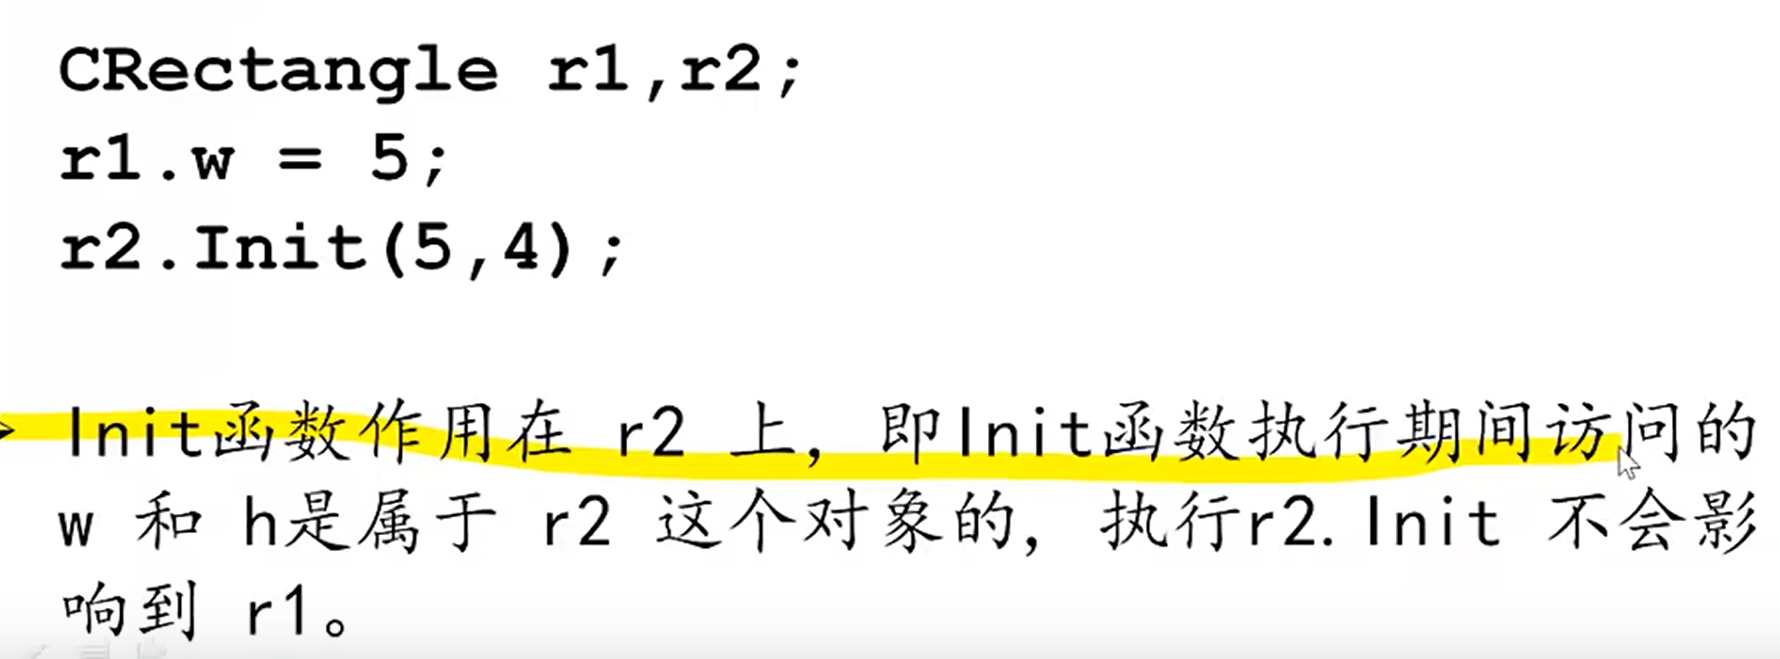 CRectangle r1,r2;
r1.w = 5;
r2.Init(5,4);
Init函数作用在 r2 上，即Init函数执行期间访问的
w 和 h是属于 r2 这个对象的，执行r2.Init 不会影
响到 r1。